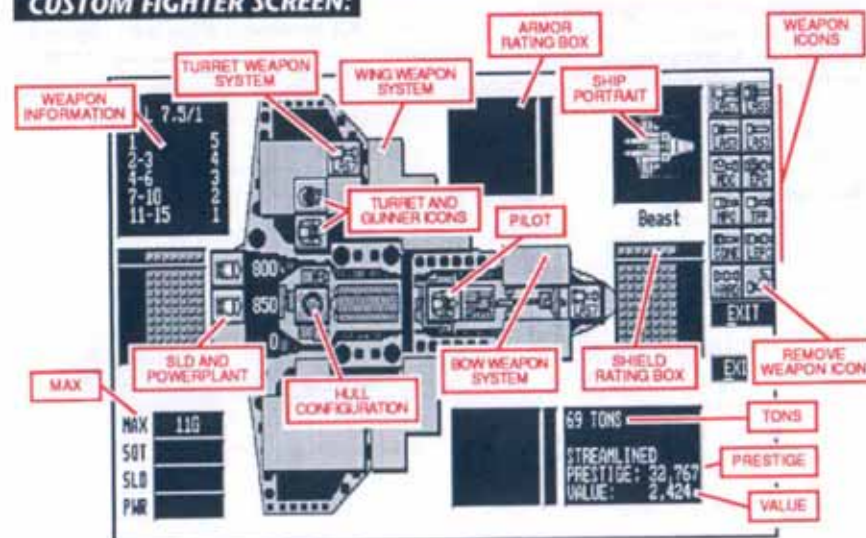 CUSTOM FIGHTER SCREEN:
ARMOR
RATING BOX
WEAPON
ICONS
TURRET WEAPON
SYSTEM
WING WEAPON
SYSTEM
SHIP
PORTRAIT
WEAPON
INFORMATION
L 7.5/1
1 5
2-3 4
4-6 3
7-10 2
11-15 1
TURRET AND
GUNNER ICONS
PILOT
Beast
800
850
0
EXIT
SLD AND
POWERPLANT
HULL
CONFIGURATION
BOW WEAPON
SYSTEM
SHIELD
RATING BOX
REMOVE
WEAPON ICON
EXI
MAX
MAX 11G
SQT
SLD
PWR
69 TONS
STREAMLINED
PRESTIGE: 32,767
VALUE: 2,424
TONS
PRESTIGE
VALUE